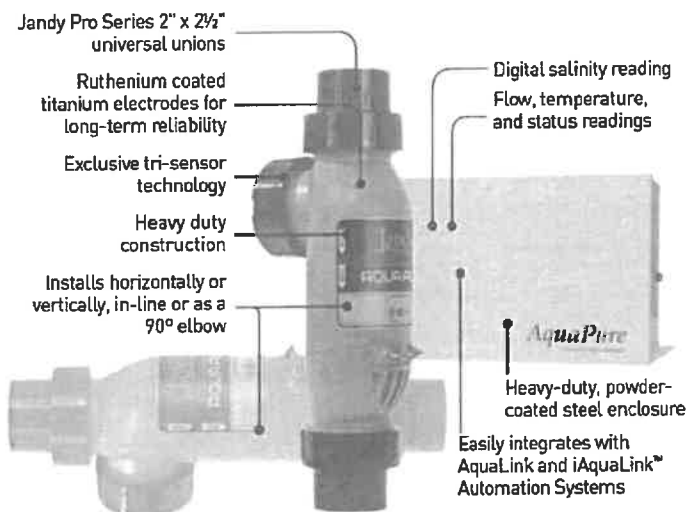 Jandy Pro Series 2" x 2½"
universal unions
Ruthenium coated
titanium electrodes for
long-term reliability
Exclusive tri-sensor
technology
Heavy duty
construction
Installs horizontally or
vertically, in-line or as a
90° elbow
Digital salinity reading
Flow, temperature,
and status readings
AquaPure
Heavy-duty, powder-
coated steel enclosure
Easily integrates with
AquaLink and iAquaLink™
Automation Systems